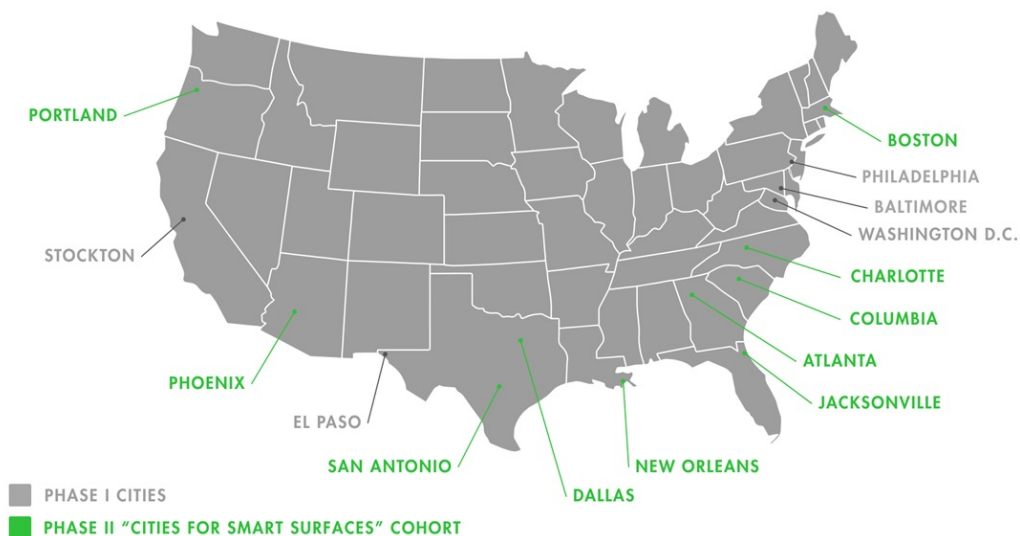 PORTLAND
BOSTON
PHILADELPHIA
BALTIMORE
WASHINGTON D.C.
STOCKTON
CHARLOTTE
COLUMBIA
ATLANTA
PHOENIX
JACKSONVILLE
EL PASO
SAN ANTONIO
NEW ORLEANS
DALLAS
PHASE I CITIES
PHASE II "CITIES FOR SMART SURFACES" COHORT